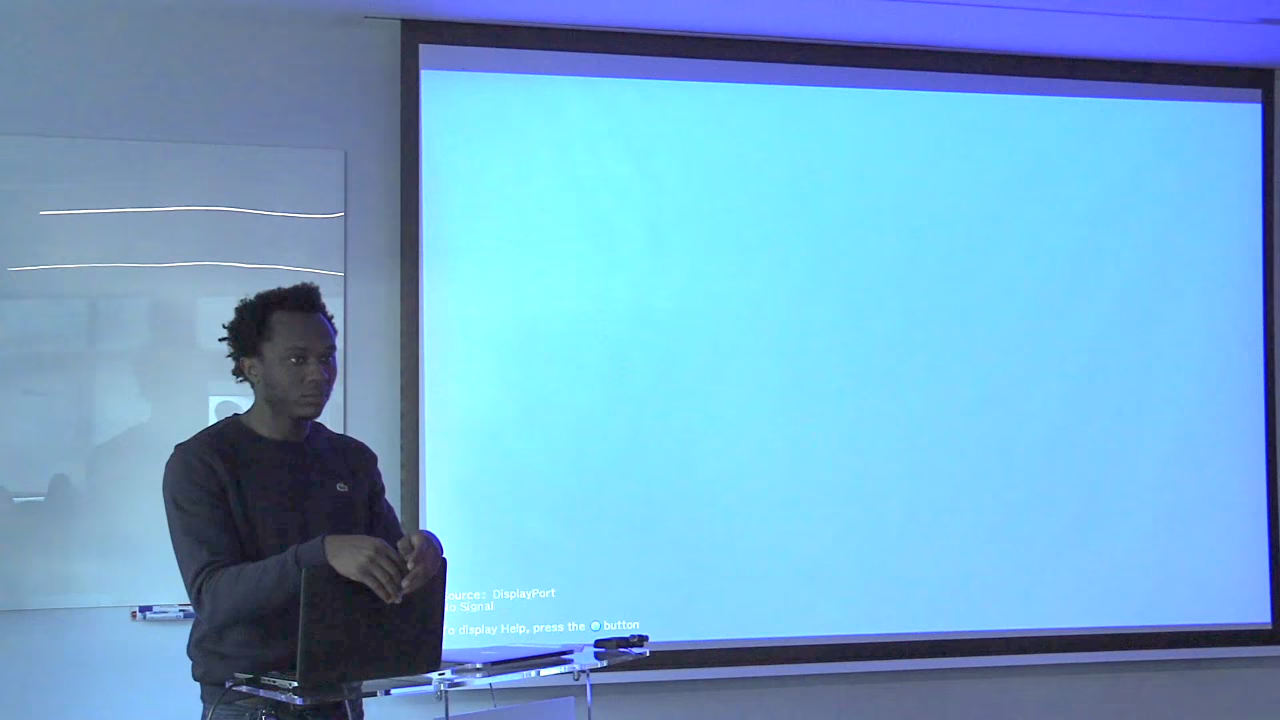 ource: DisplayPort
o Signal
o display Help, press the button